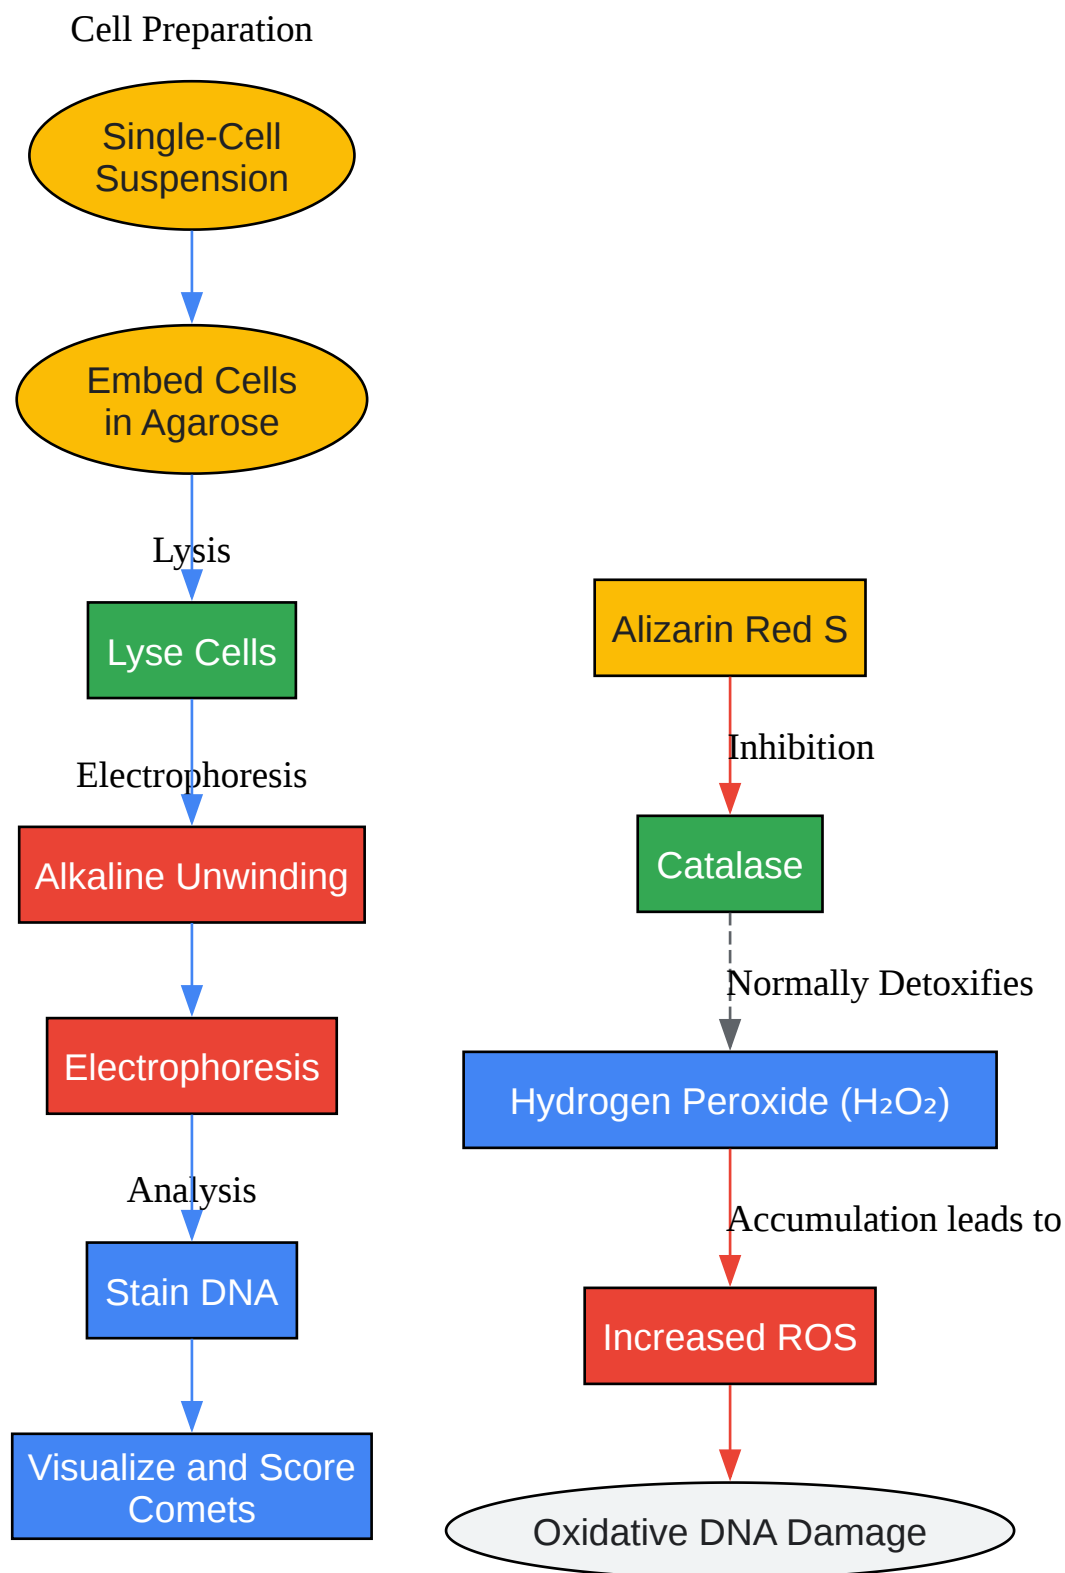 Cell Preparation
Single-Cell
Suspension
Embed Cells
in Agarose
Lysis
Lyse Cells
Electrophoresis
Alkaline Unwinding
Electrophoresis
Analysis
Stain DNA
Visualize and Score
Comets
Alizarin Red S
Inhibition
Catalase
Normally Detoxifies
Hydrogen Peroxide (H₂O₂)
Accumulation leads to
Increased ROS
Oxidative DNA Damage